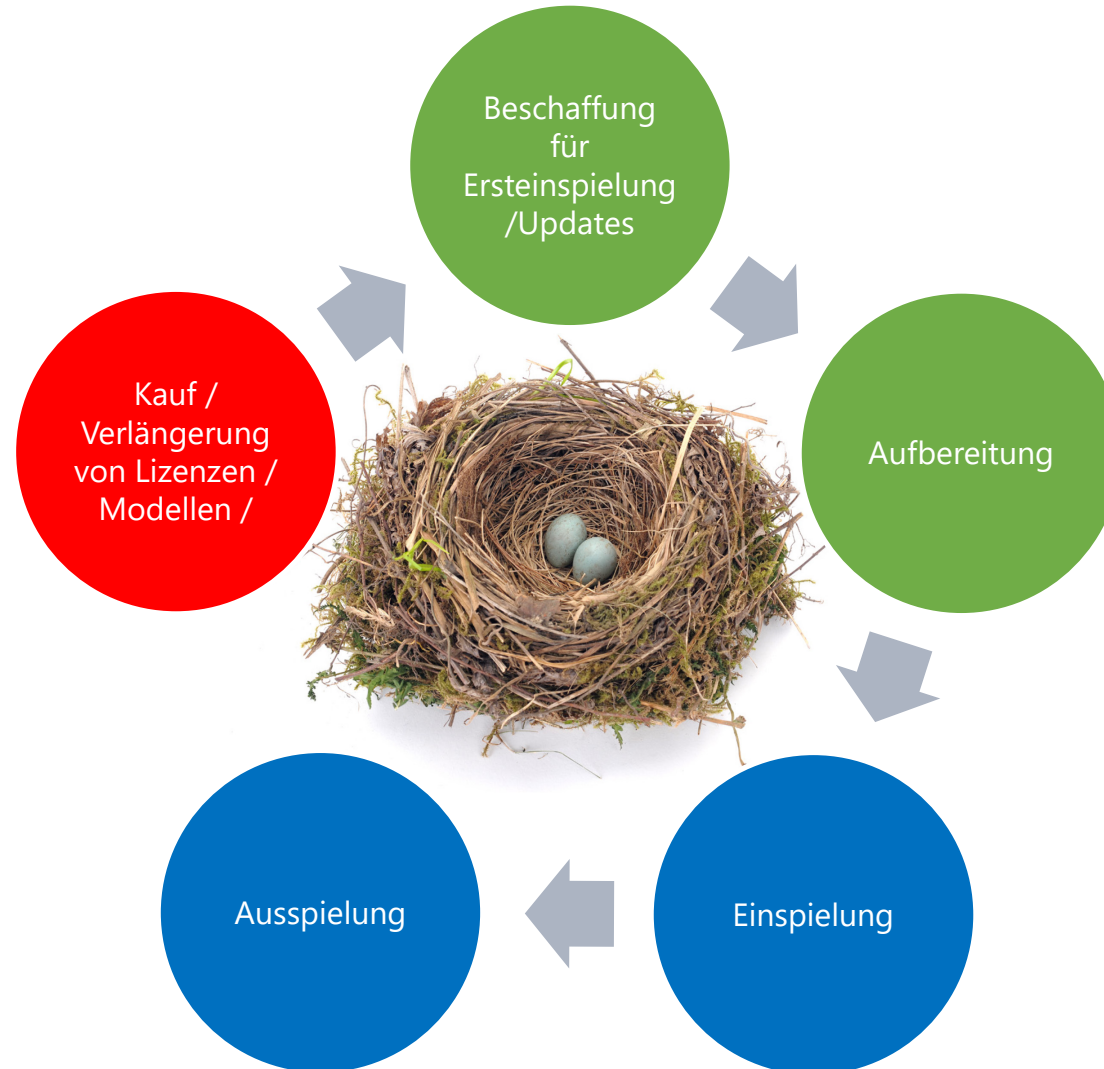 Beschaffung
für
Ersteinspielung
/Updates
Kauf /
Verlängerung
von Lizenzen /
Modellen /
Aufbereitung
Ausspielung
Einspielung